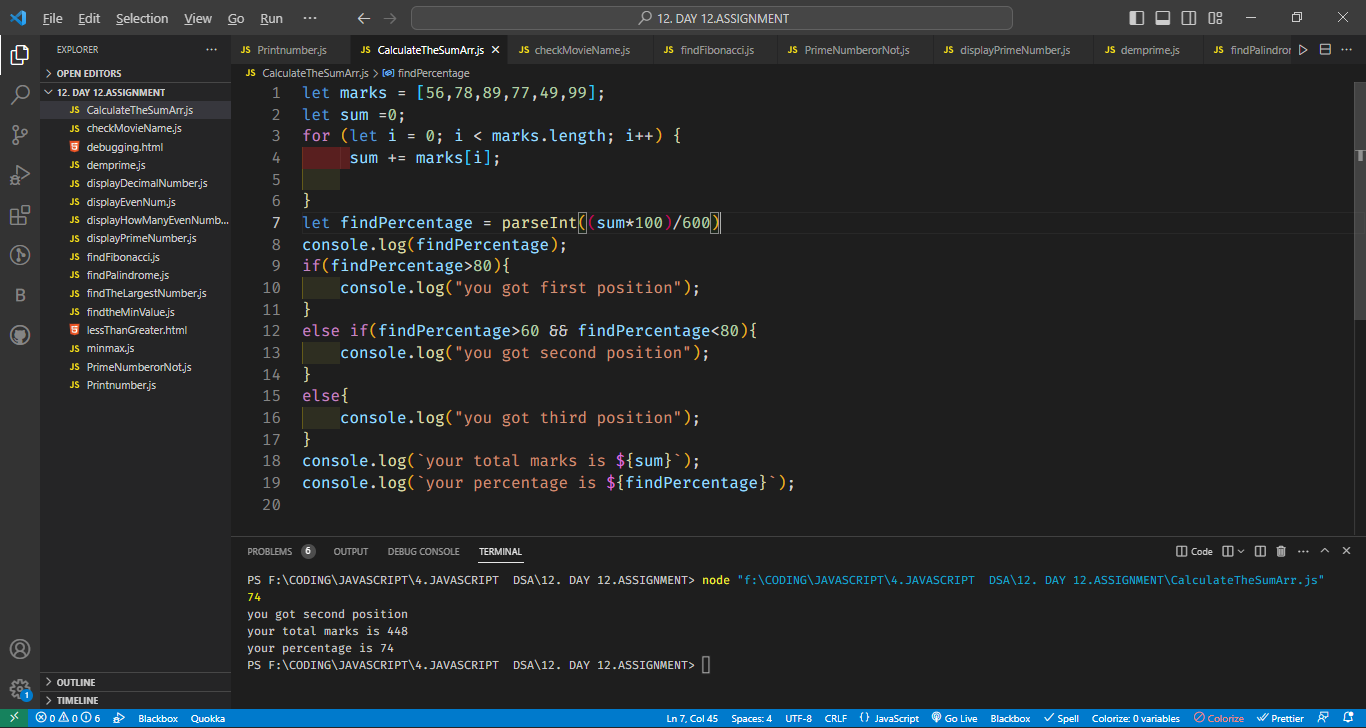 File Edit Selection View Go Run ··· 12. DAY 12.ASSIGNMENT
EXPLORER ···
OPEN EDITORS
12. DAY 12.ASSIGNMENT
JS CalculateTheSumArr.js
JS checkMovieName.js
debugging.html
JS demprime.js
JS displayDecimalNumber.js
JS displayEvenNum.js
JS displayHowManyEvenNumb...
JS displayPrimeNumber.js
JS findFibonacci.js
JS findPalindrome.js
JS findTheLargestNumber.js
JS findtheMinValue.js
lessThanGreater.html
JS minmax.js
JS PrimeNumberorNot.js
JS Printnumber.js
OUTLINE
TIMELINE
B
1
JS Printnumber.js JS CalculateTheSumArr.js JS checkMovieName.js JS findFibonacci.js JS PrimeNumberorNot.js JS displayPrimeNumber.js JS demprime.js JS findPalindror ···
JS CalculateTheSumArr.js > findPercentage
1 let marks = [56,78,89,77,49,99];
2 let sum =0;
3 for (let i = 0; i < marks.length; i++) {
4 sum += marks[i];
5
6 }
7 let findPercentage = parseInt((sum*100)/600)
8 console.log(findPercentage);
9 if(findPercentage>80){
10 console.log("you got first position");
11 }
12 else if(findPercentage>60 && findPercentage<80){
13 console.log("you got second position");
14 }
15 else{
16 console.log("you got third position");
17 }
18 console.log(`your total marks is ${sum}`);
19 console.log(`your percentage is ${findPercentage}`);
20
PROBLEMS 6 OUTPUT DEBUG CONSOLE TERMINAL Code ···
PS F:\CODING\JAVASCRIPT\4.JAVASCRIPT  DSA\12. DAY 12.ASSIGNMENT> node "f:\CODING\JAVASCRIPT\4.JAVASCRIPT  DSA\12. DAY 12.ASSIGNMENT\CalculateTheSumArr.js"
74
you got second position
your total marks is 448
your percentage is 74
PS F:\CODING\JAVASCRIPT\4.JAVASCRIPT  DSA\12. DAY 12.ASSIGNMENT>
0 0 6 Blackbox Quokka Ln 7, Col 45 Spaces: 4 UTF-8 CRLF {} JavaScript Go Live Blackbox Spell Colorize: 0 variables Colorize Prettier